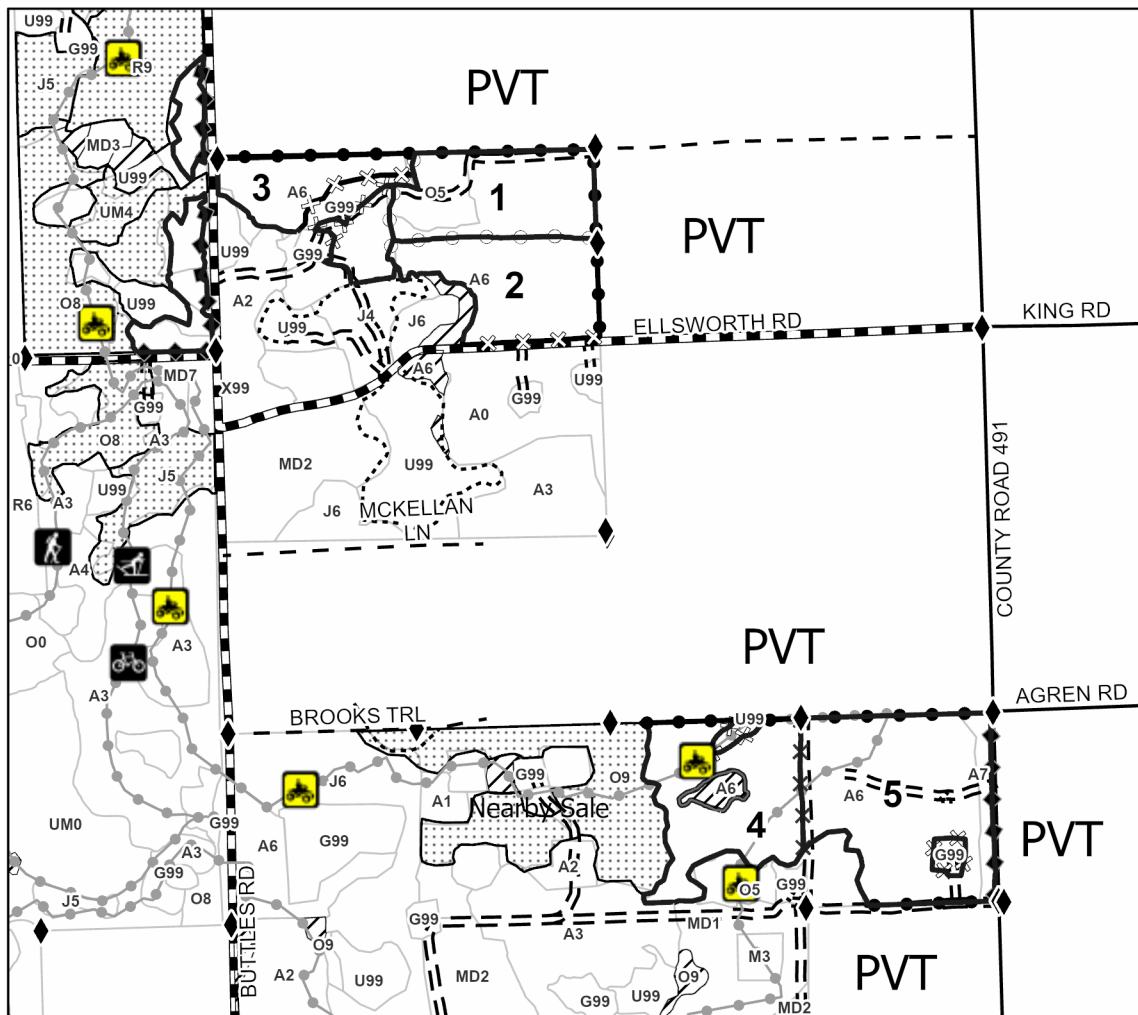 U99
G99
R9
PVT
J5
MD3
3
A6
O5
1
U99
G99
UM4
PVT
U99
G99
A6
2
U99
A2
O8
J4
J6
U99
ELLSWORTH RD
KING RD
MD7
A6
X99
U99
G99
G99
A0
O8
A3
COUNTY ROAD 491
MD2
U99
J5
U99
A3
R6
A3
J6
MCKELLAN
LN
A4
O0
A3
PVT
A3
AGREN RD
BROOKS TRL
U99
G99
O9
A7
J6
A6
A6
5
A1
Nearby Sale
4
UM0
G99
A6
G99
PVT
A3
G99
G99
A2
O5
G99
J5
O8
BUTTLES RD
G99
MD1
A3
O9
M3
PVT
A2
U99
MD2
O9
G99
U99
MD2